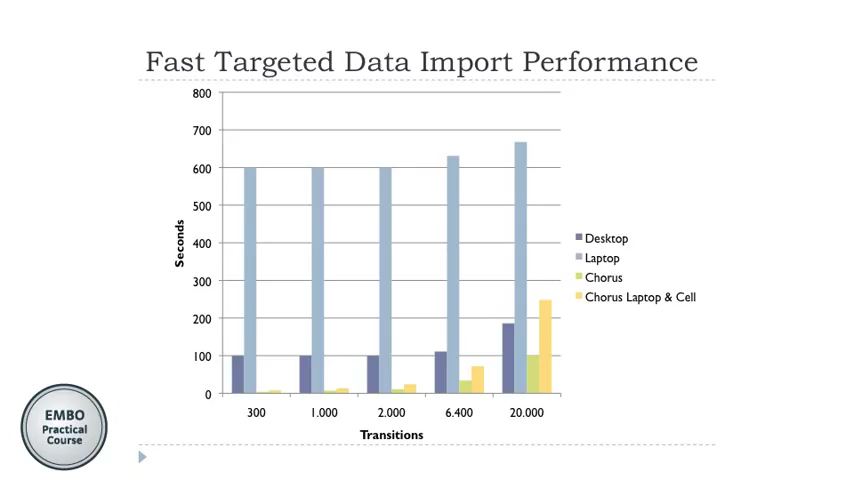 Fast Targeted Data Import Performance
800
700
600
500
400
300
200
100
0
Seconds
300
1.000
2.000
6.400
20.000
Transitions
Desktop
Laptop
Chorus
Chorus Laptop & Cell
EMBO
Practical
Course